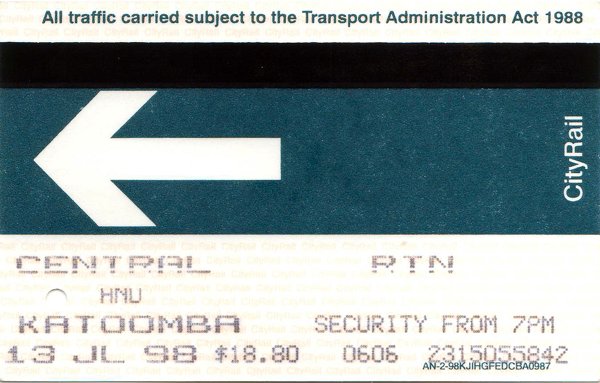 All traffic carried subject to the Transport Administration Act 1988
CityRail
CENTRAL RTN
HMU
KATOOMBA SECURITY FROM 7PM
13 JL 98 $18.80 0606 2315055842
AN-2-98KJIHGFEDCBA0987